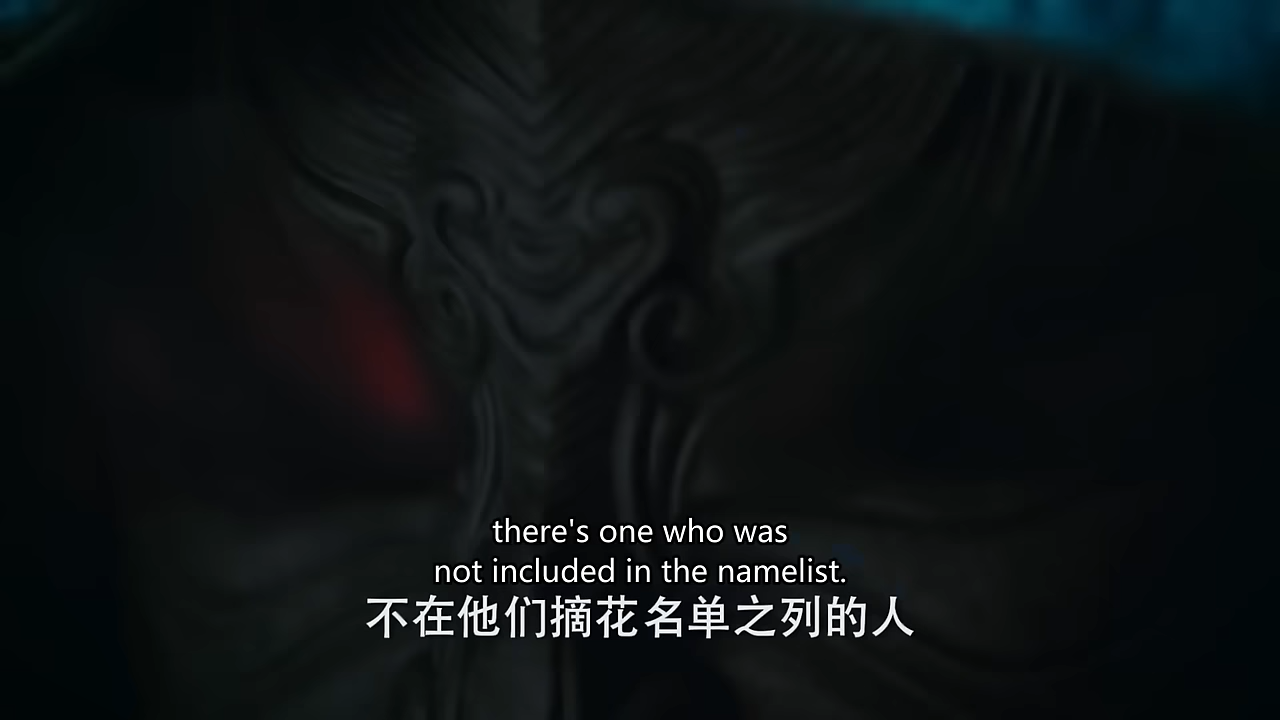 there's one who was
not included in the namelist.
不在他们摘花名单之列的人